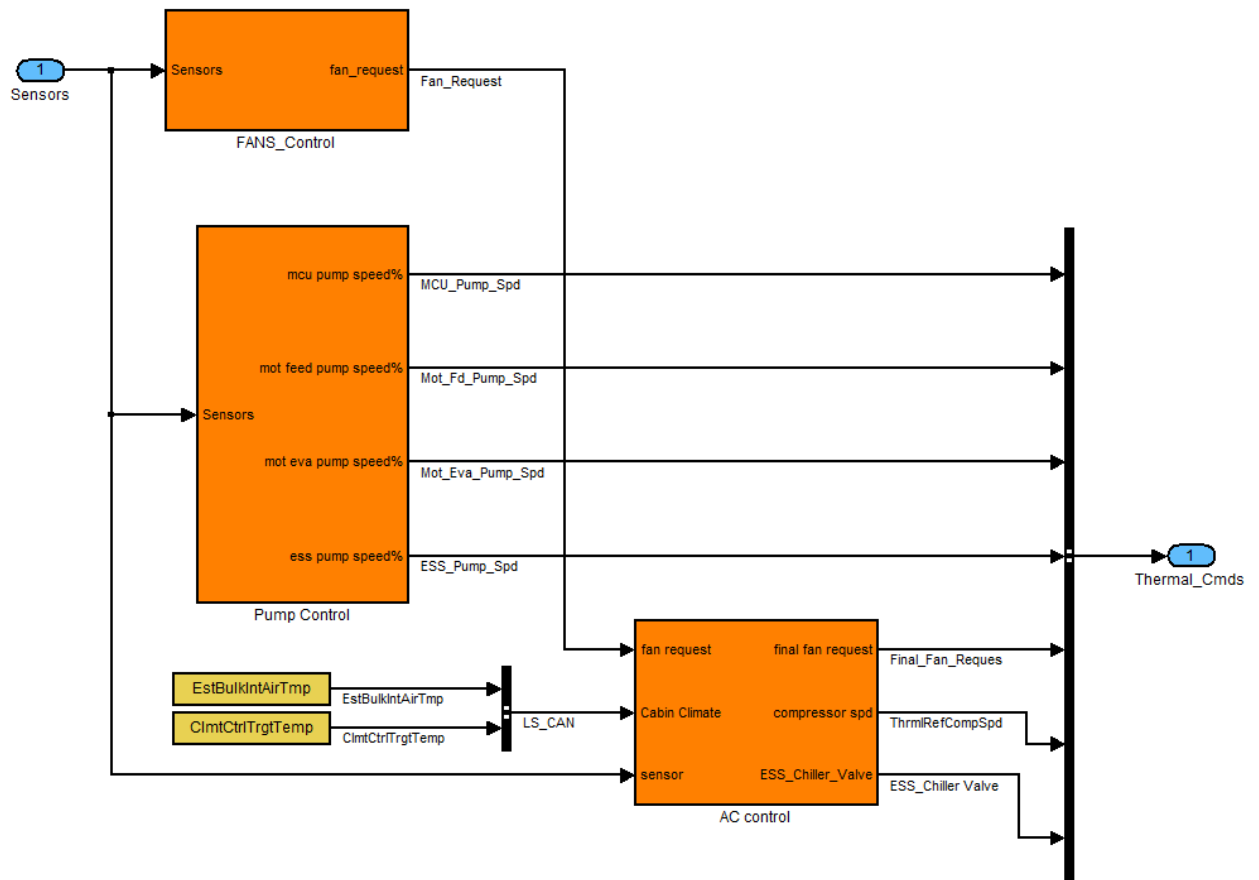 1
Sensors
Sensors
fan_request
Fan_Request
FANS_Control
mcu pump speed%
MCU_Pump_Spd
mot feed pump speed%
Mot_Fd_Pump_Spd
Sensors
mot eva pump speed%
Mot_Eva_Pump_Spd
ess pump speed%
ESS_Pump_Spd
Pump Control
1
Thermal_Cmds
EstBulkIntAirTmp
EstBulkIntAirTmp
ClmtCtrlTrgtTemp
ClmtCtrlTrgtTemp
LS_CAN
fan request
final fan request
Final_Fan_Reques
Cabin Climate
compressor spd
ThrmlRefCompSpd
sensor
ESS_Chiller_Valve
ESS_Chiller Valve
AC control